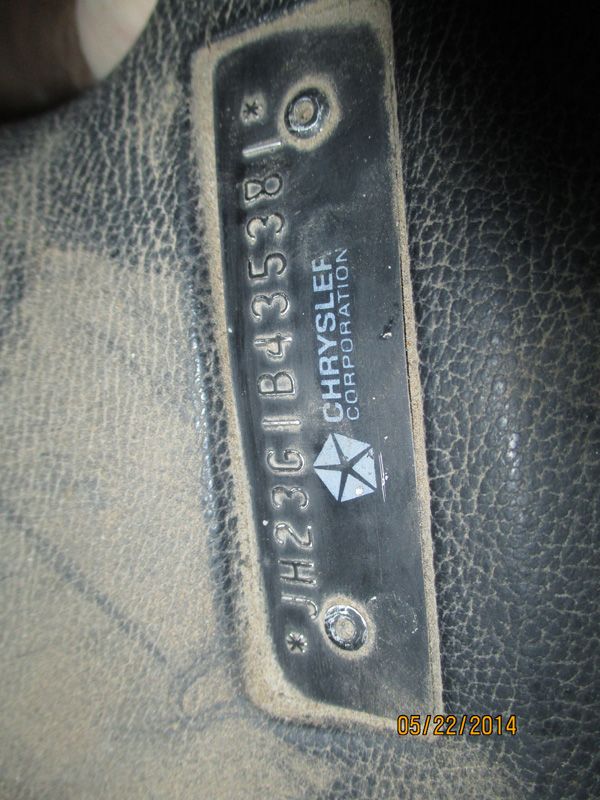 *JH23G1B435381*
CHRYSLER
CORPORATION
05/22/2014